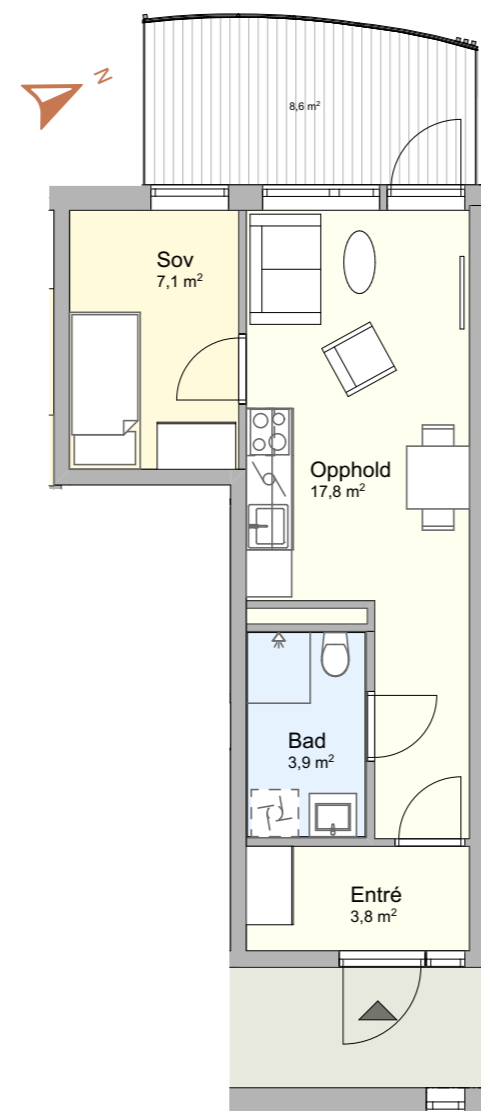 N
8,6 m²
Sov
7,1 m²
Opphold
17,8 m²
Bad
3,9 m²
Entré
3,8 m²